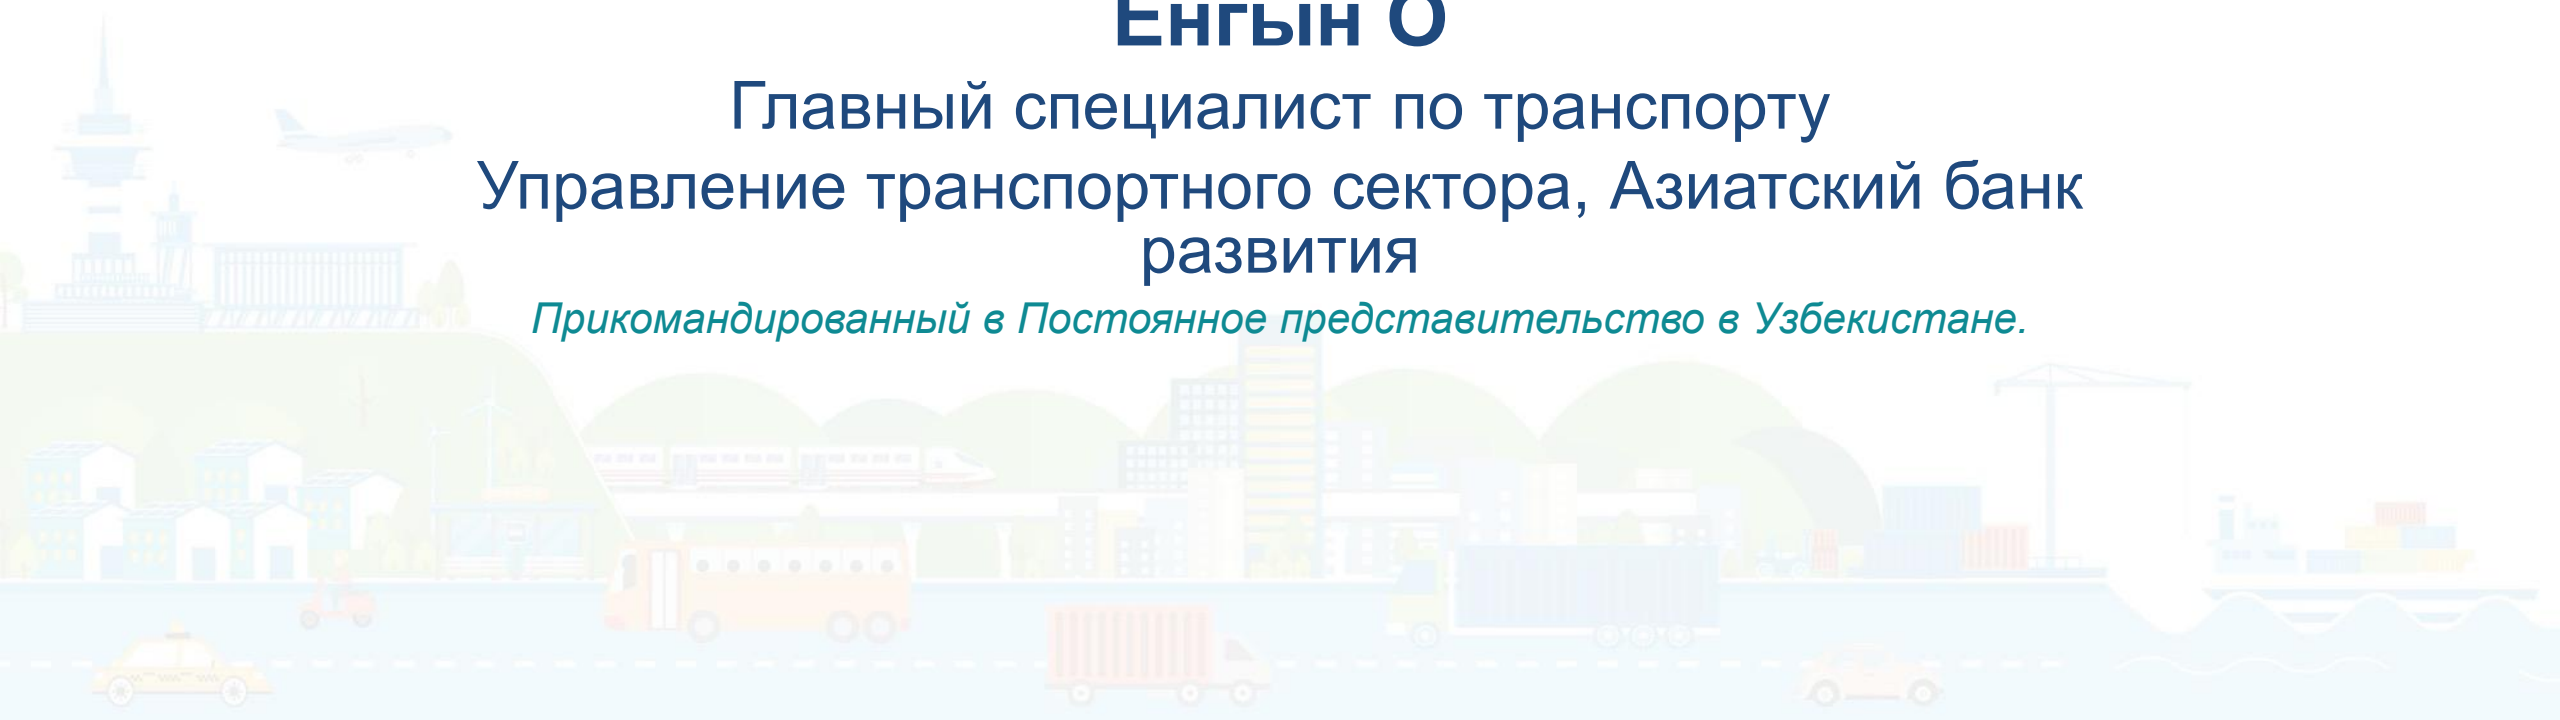 Енгын О
Главный специалист по транспорту
Управление транспортного сектора, Азиатский банк
развития
Прикомандированный в Постоянное представительство в Узбекистане.